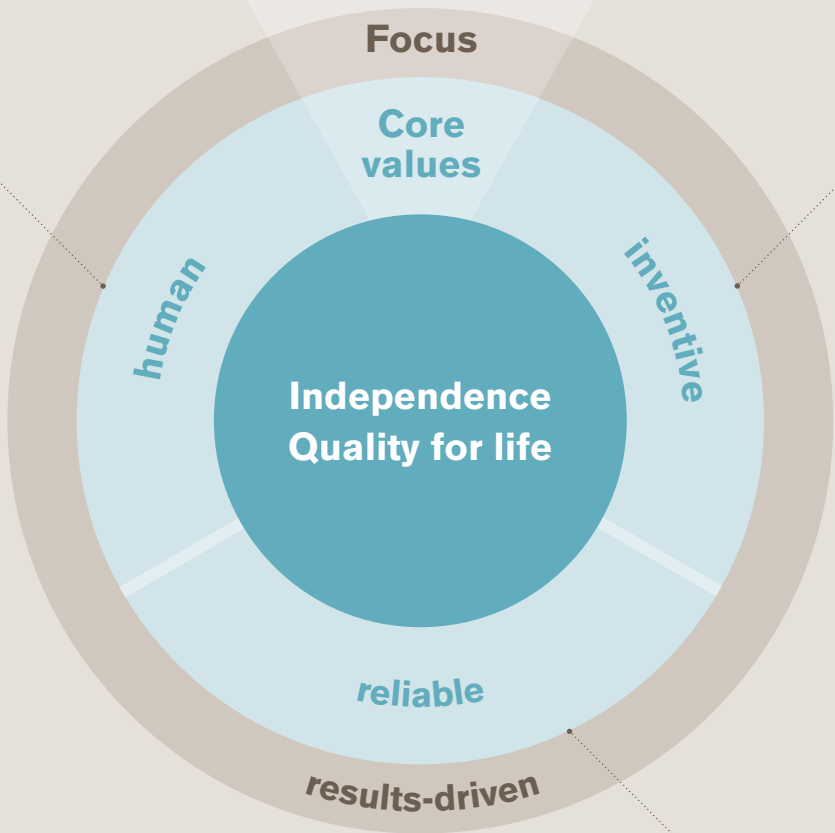 Focus
Core
values
human
inventive
Independence
Quality for life
reliable
results-driven